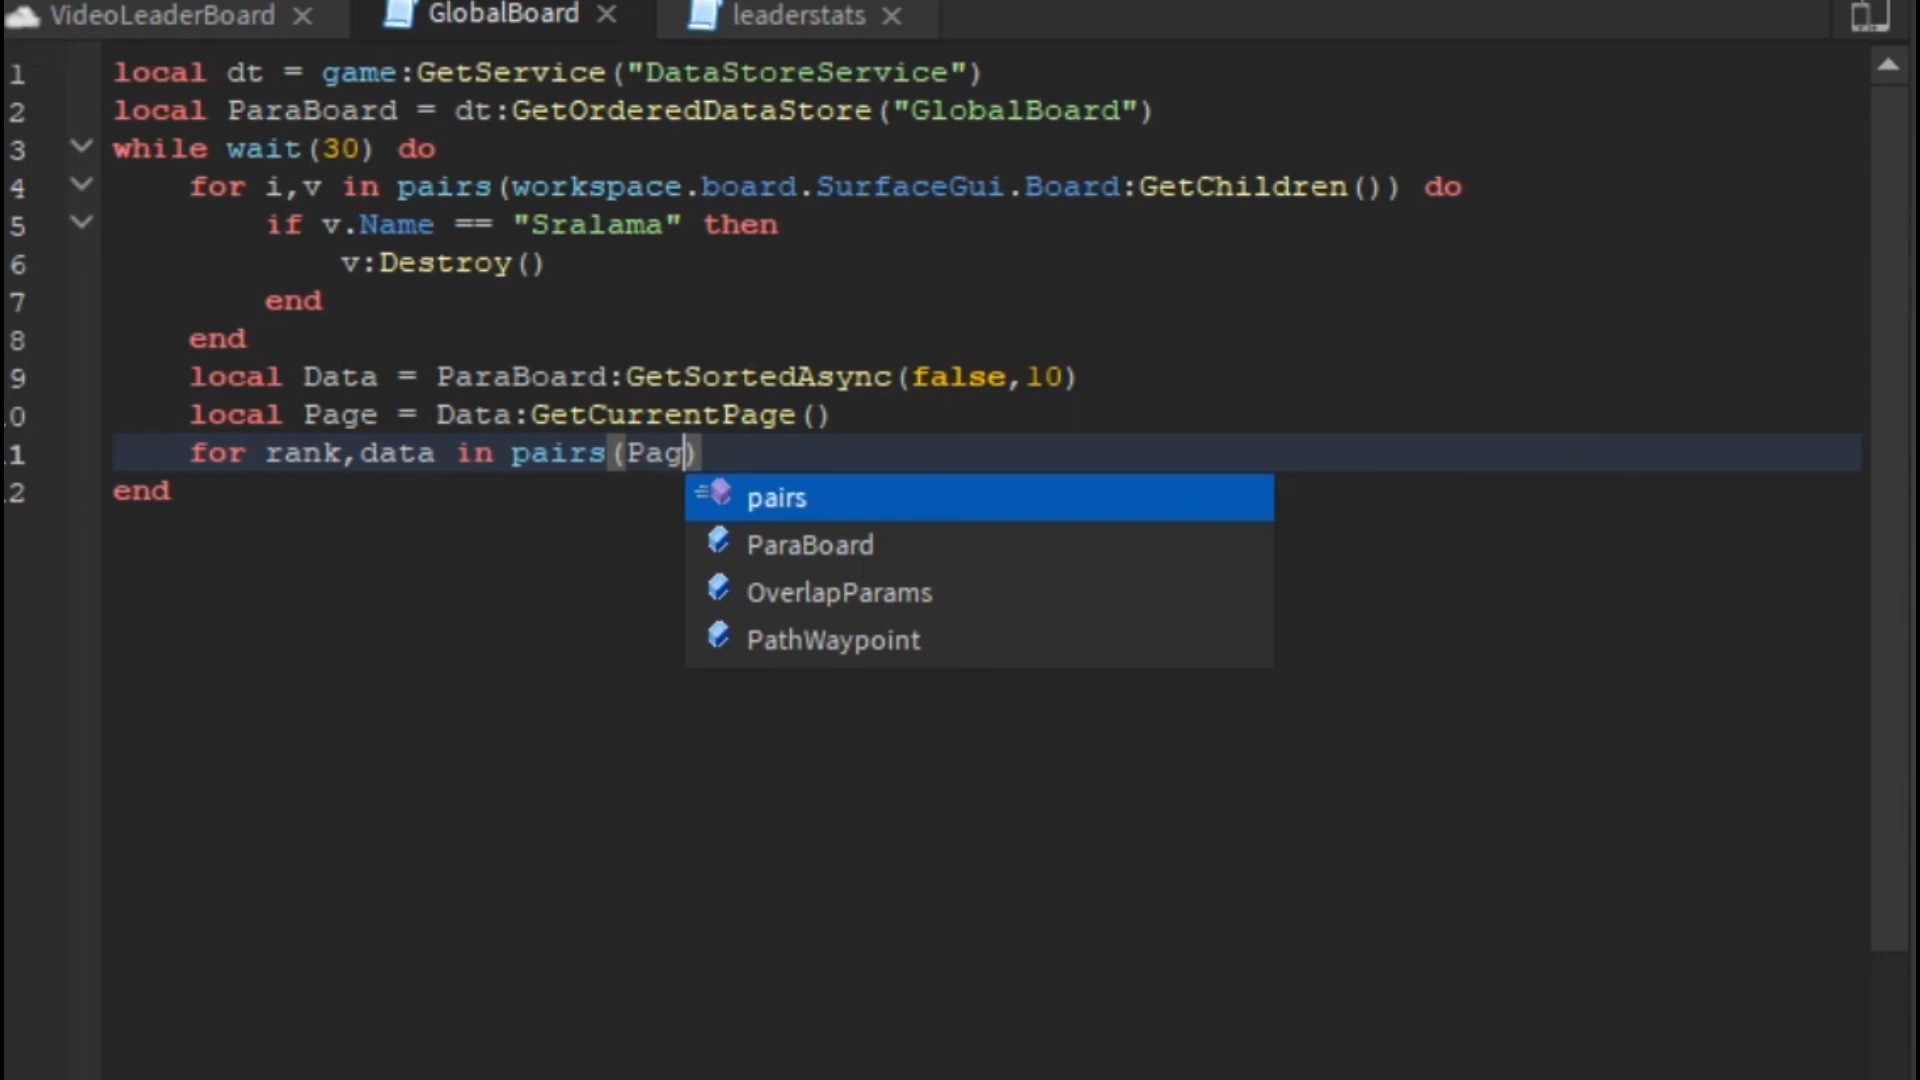 VideoLeaderBoard GlobalBoard leaderstats
1 local dt = game:GetService("DataStoreService")
2 local ParaBoard = dt:GetOrderedDataStore("GlobalBoard")
3 while wait(30) do
4 for i,v in pairs(workspace.board.SurfaceGui.Board:GetChildren()) do
5 if v.Name == "Sralama" then
6 v:Destroy()
7 end
8 end
9 local Data = ParaBoard:GetSortedAsync(false,10)
0 local Page = Data:GetCurrentPage()
1 for rank,data in pairs(Pag)
2 end
pairs
ParaBoard
OverlapParams
PathWaypoint